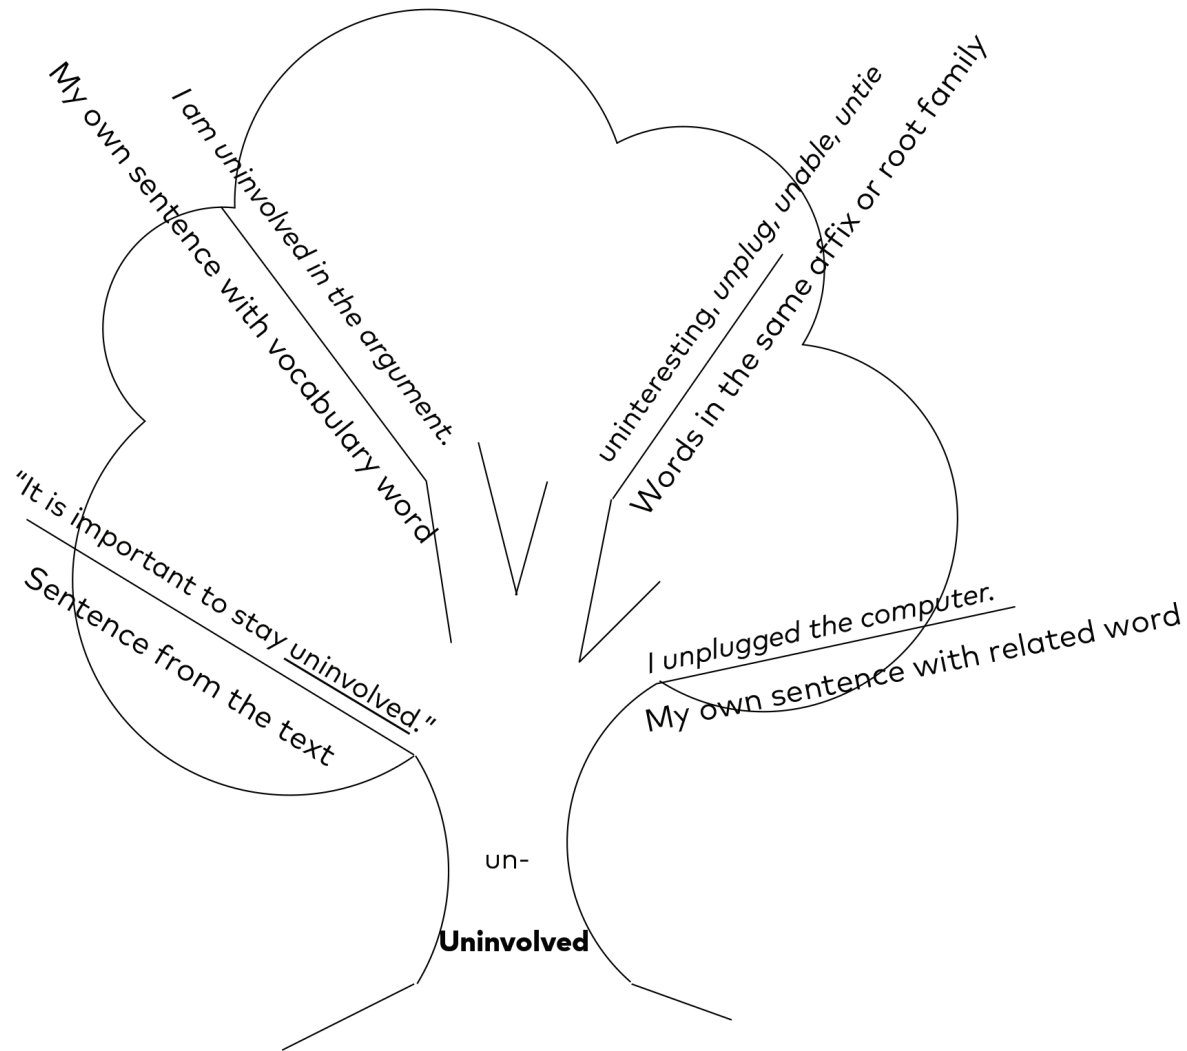 My own sentence with vocabulary word
I am uninvolved in the argument.
uninteresting, unplug, unable, untie
Words in the same affix or root family
"It is important to stay uninvolved."
Sentence from the text
I unplugged the computer.
My own sentence with related word
un-
Uninvolved